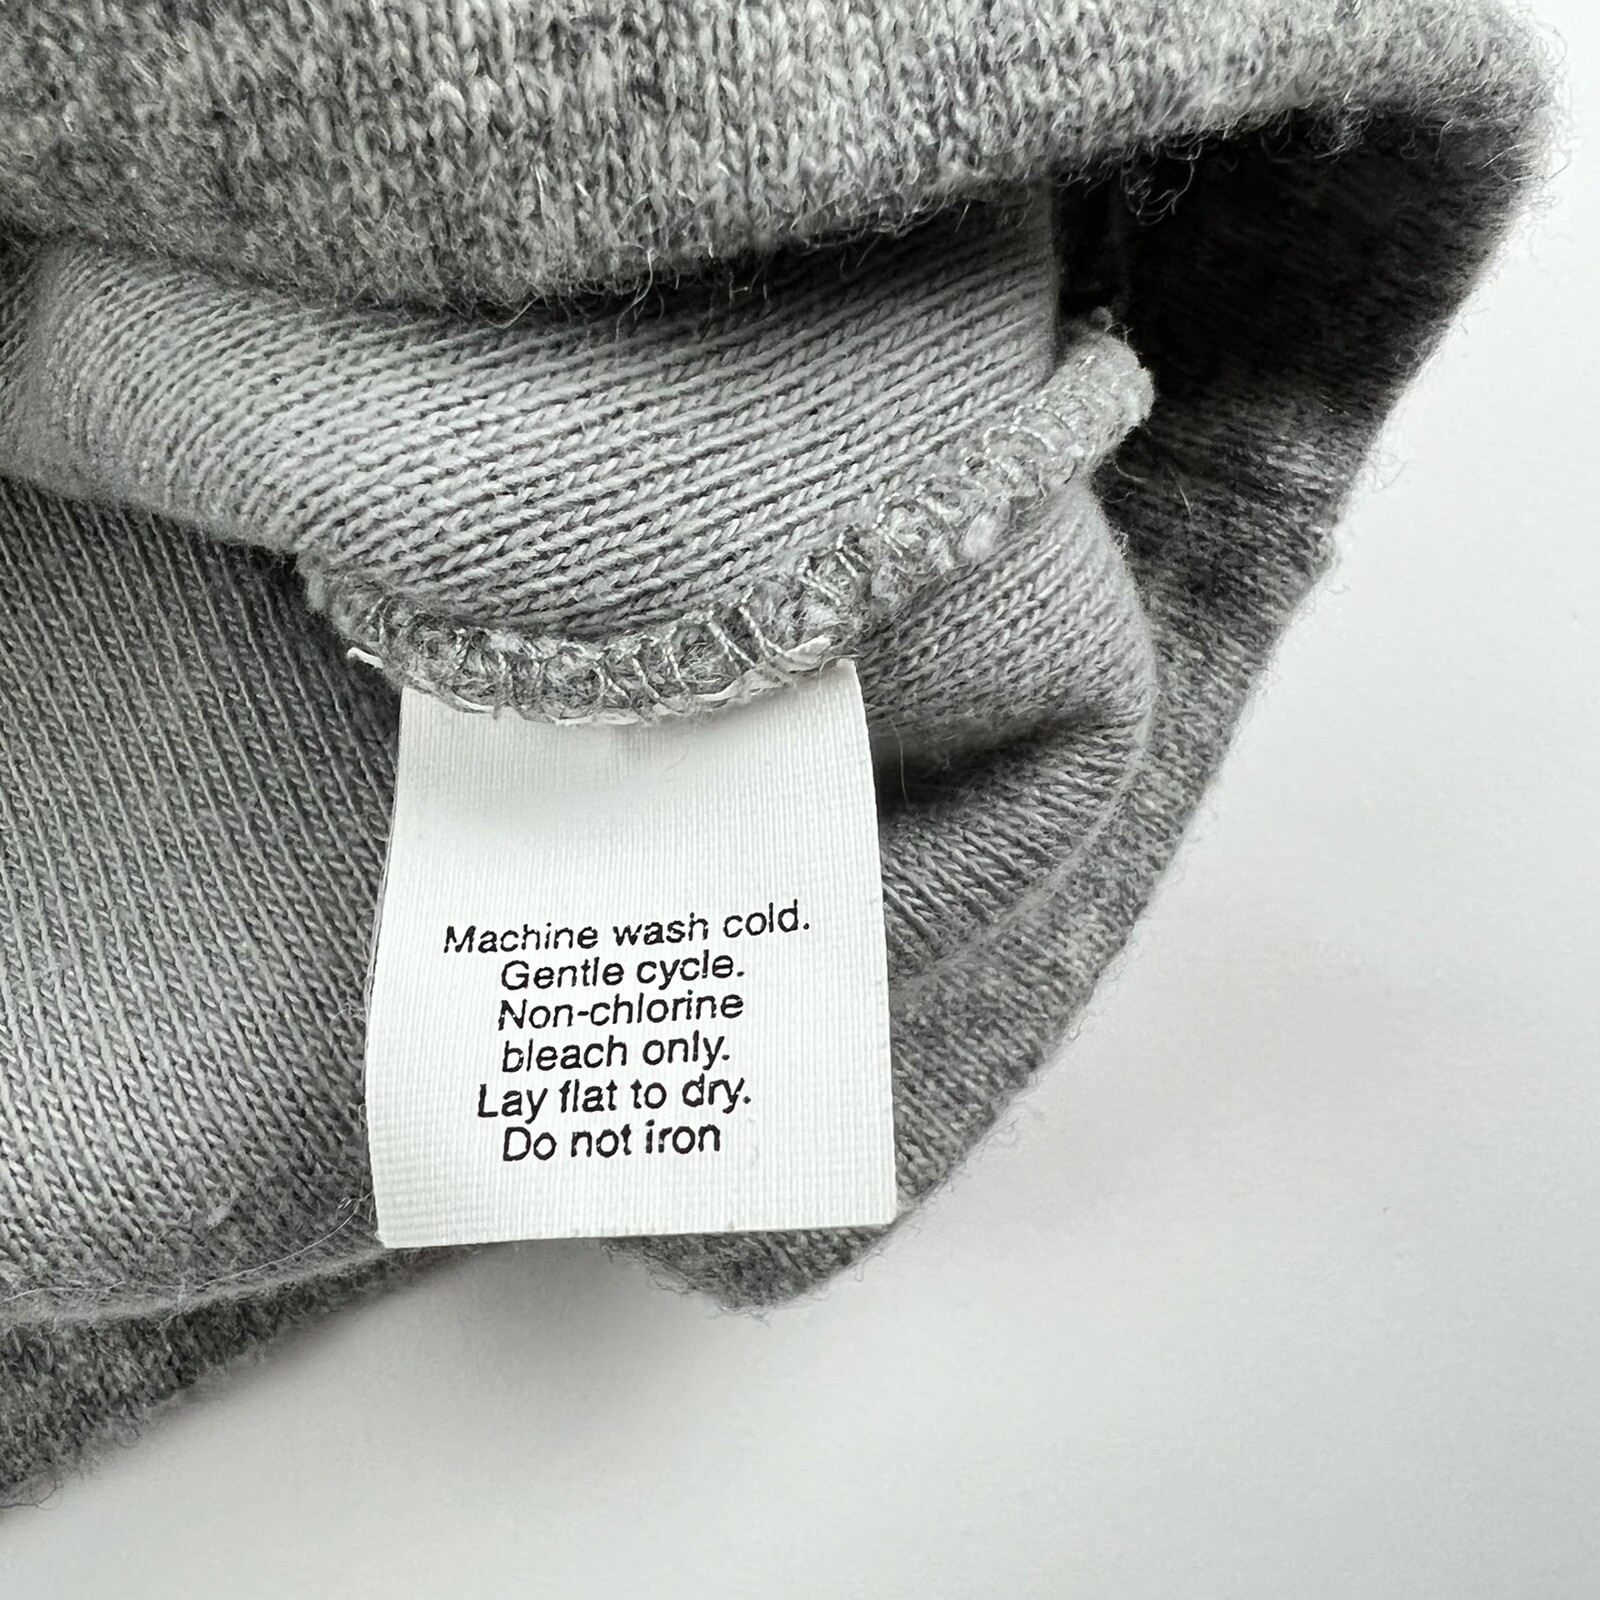 Machine wash cold.
Gentle cycle.
Non-chlorine
bleach only.
Lay flat to dry.
Do not iron